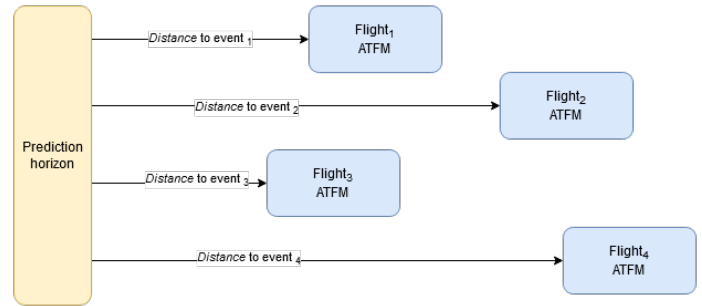 Distance to event 1
Flight1
ATFM
Distance to event 2
Flight2
ATFM
Prediction
horizon
Distance to event 3
Flight3
ATFM
Distance to event 4
Flight4
ATFM